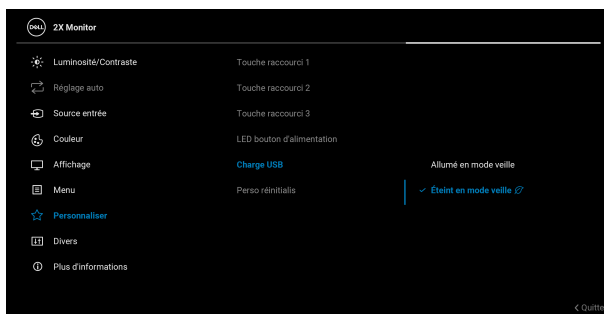 DELL 2X Monitor
Luminosité/Contraste Touche raccourci 1
Réglage auto Touche raccourci 2
Source entrée Touche raccourci 3
Couleur LED bouton d'alimentation
Affichage Charge USB Allumé en mode veille
Menu Perso réinitialis Éteint en mode veille
Personnaliser
Divers
Plus d'informations
Quitte